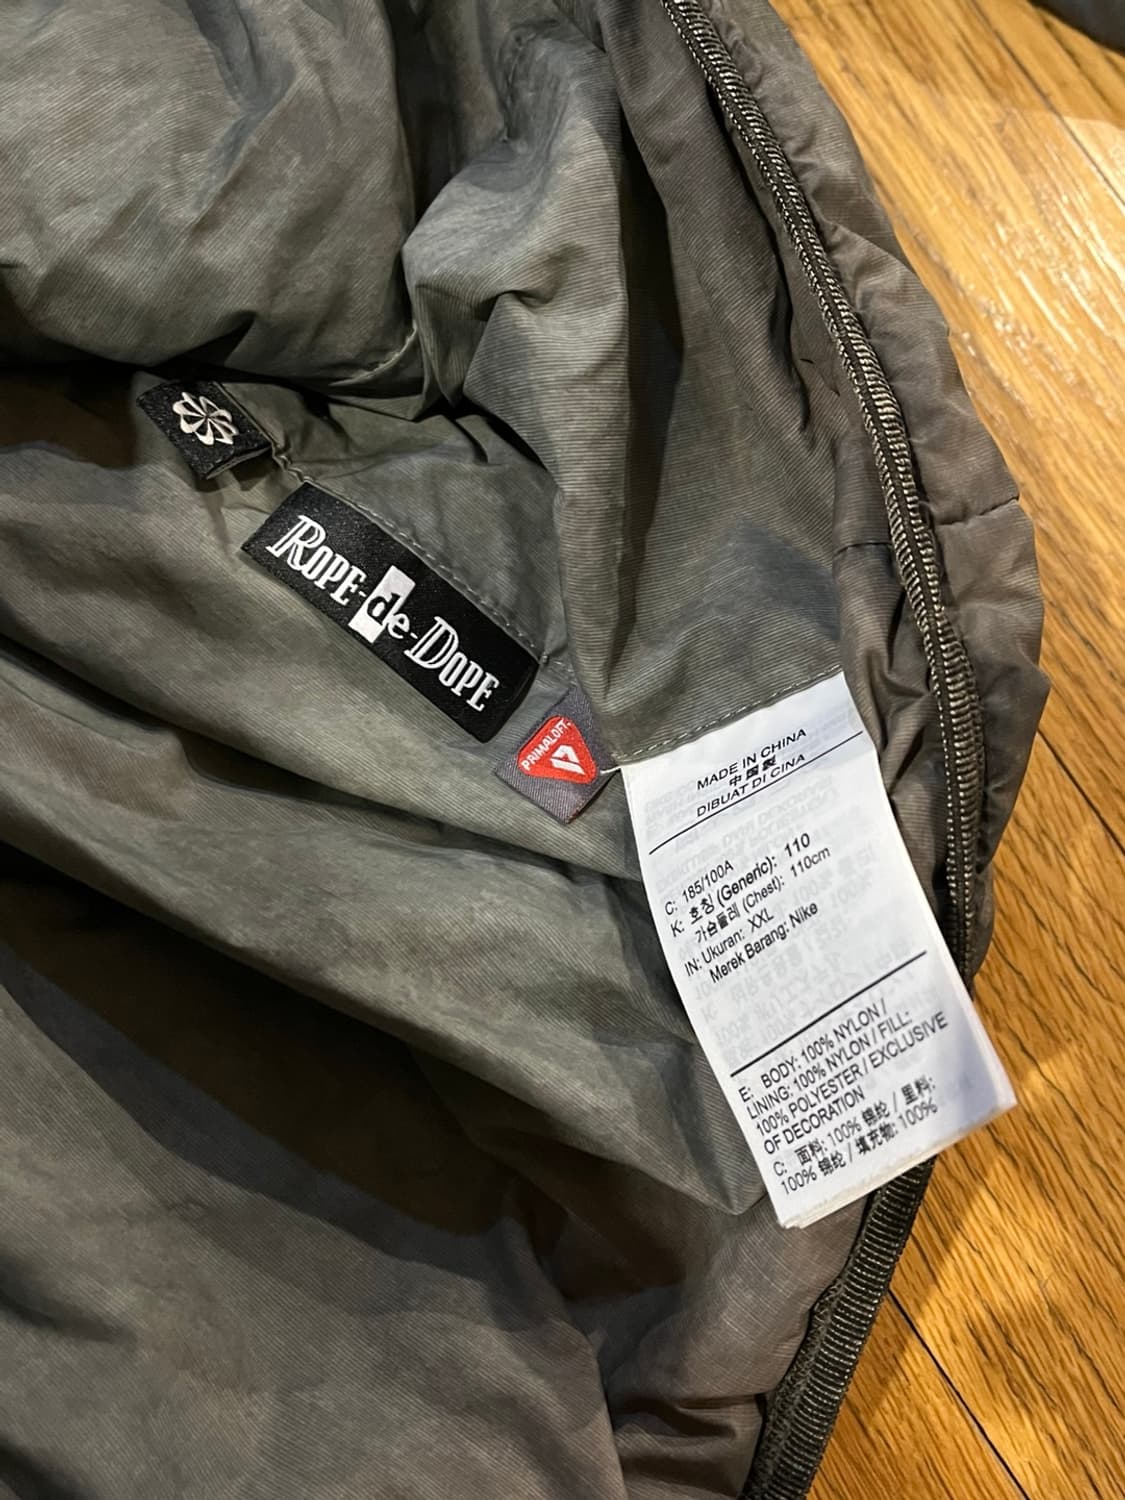 ROPE-de-DOPE
PRIMALOFT
MADE IN CHINA
中国製
DIBUAT DI CINA
C: 185/100A
K: 호칭 (Generic): 110
가슴둘레 (Chest): 110cm
IN: Ukuran: XXL
Merek Barang: Nike
E: BODY: 100% NYLON /
LINING: 100% NYLON / FILL:
100% POLYESTER / EXCLUSIVE
OF DECORATION
C: 面料: 100% 锦纶 / 里料:
100% 锦纶 / 填充物: 100%